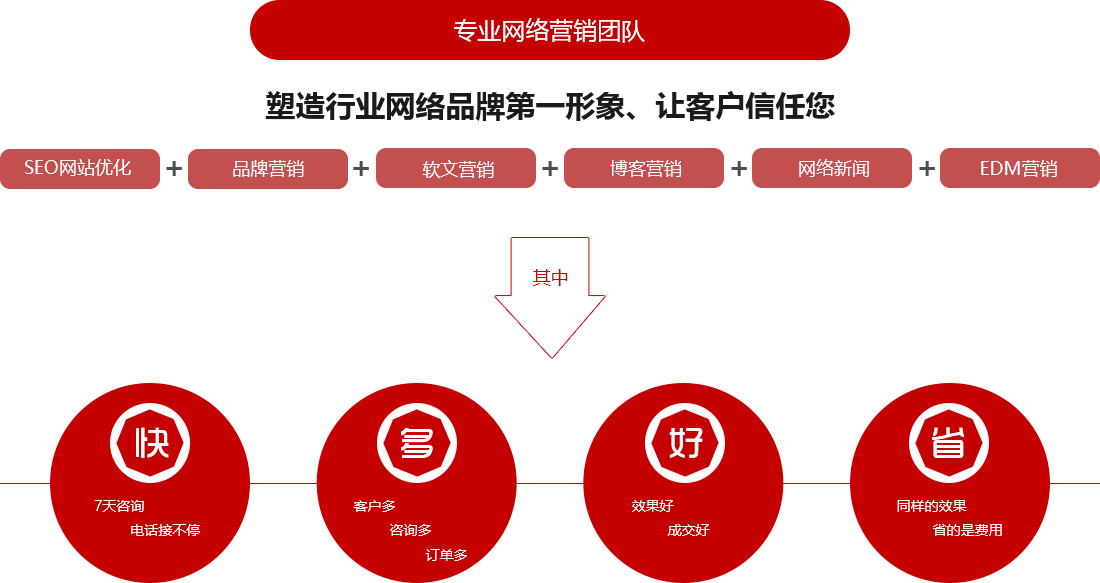 专业网络营销团队
塑造行业网络品牌第一形象、让客户信任您
SEO网站优化 + 品牌营销 + 软文营销 + 博客营销 + 网络新闻 + EDM营销
其中
快
7天咨询
电话接不停
多
客户多
咨询多
订单多
好
效果好
成交好
省
同样的效果
省的是费用